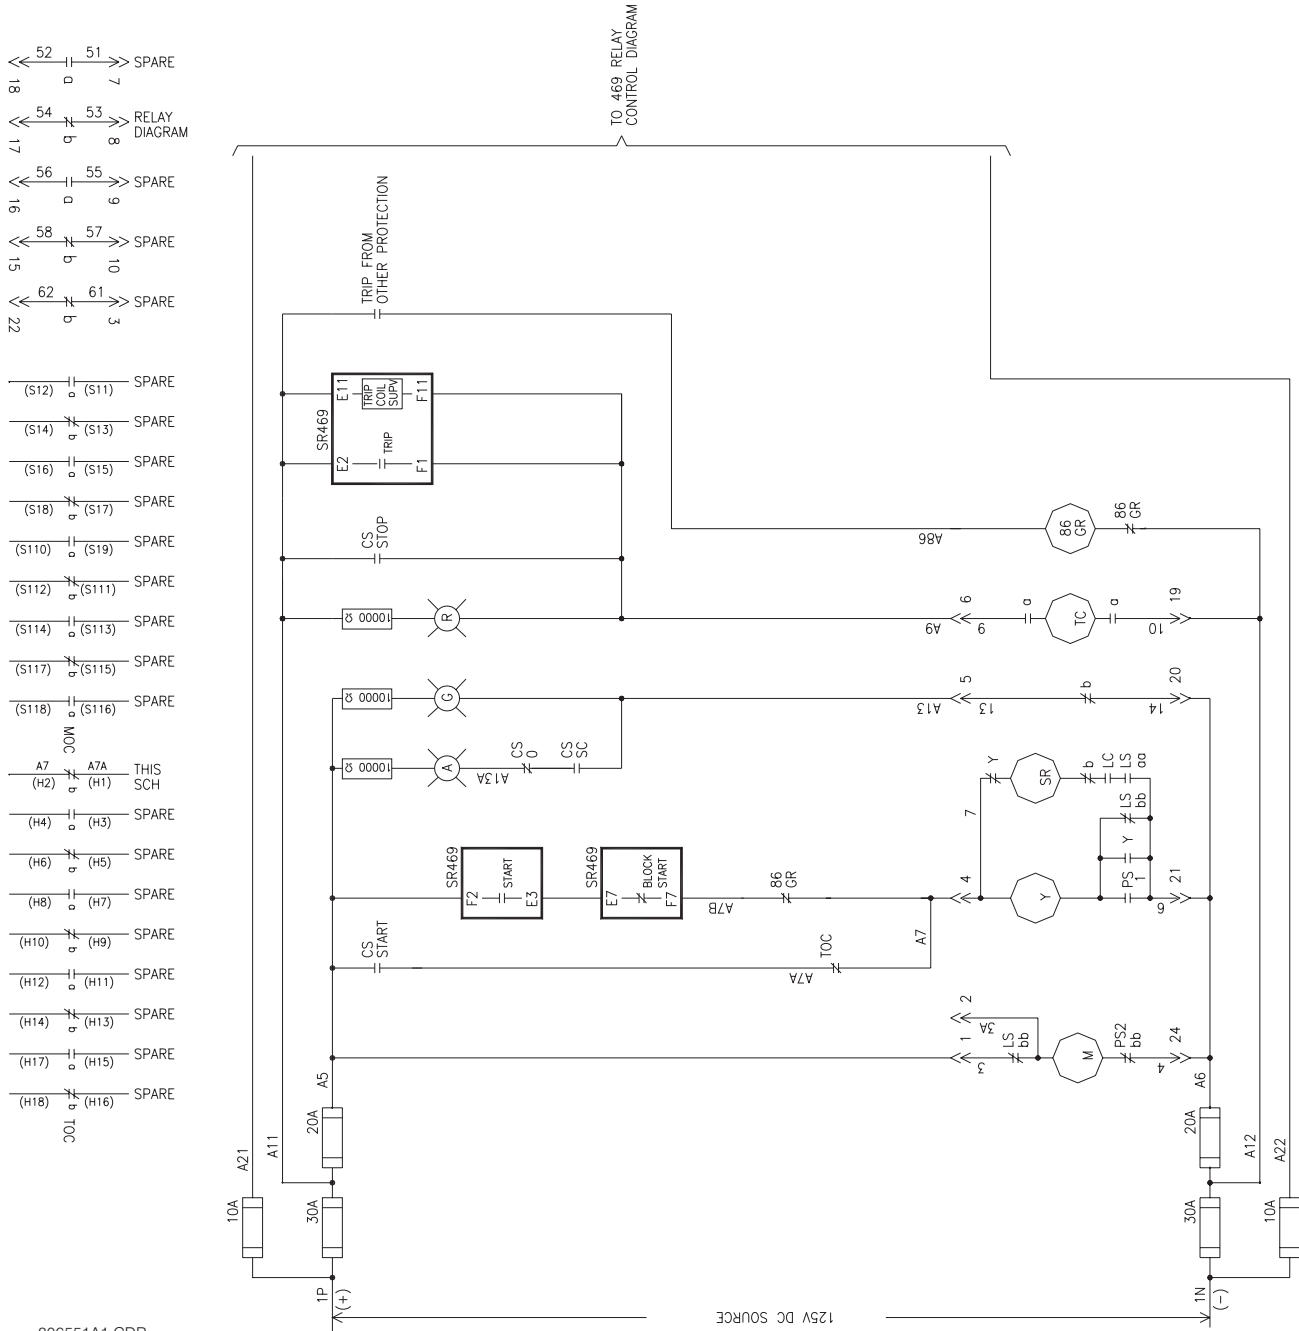 52 51 SPARE
18 a 7
54 53 RELAY
DIAGRAM
17 b 8
56 55 SPARE
16 a 9
58 57 SPARE
15 b 10
62 61 SPARE
22 b 3
(S12) a (S11) SPARE
(S14) b (S13) SPARE
(S16) a (S15) SPARE
(S18) b (S17) SPARE
(S110) a (S19) SPARE
(S112) b (S111) SPARE
(S114) a (S113) SPARE
(S117) b (S115) SPARE
(S118) a (S116) SPARE
MOC
A7 A7A THIS
(H2) b (H1) SCH
(H4) a (H3) SPARE
(H6) b (H5) SPARE
(H8) a (H7) SPARE
(H10) b (H9) SPARE
(H12) a (H11) SPARE
(H14) b (H13) SPARE
(H17) a (H15) SPARE
(H18) b (H16) SPARE
TOC
TO 469 RELAY
CONTROL DIAGRAM
TRIP FROM
OTHER PROTECTION
SR469
E11
TRIP
COIL
SUPV
F11
E2
TRIP
F1
A86
86
GR
86
GR
CS
STOP
10000 Ω
R
A9
6
9
a
TC
a
10
19
10000 Ω
G
A13
5
13
b
14
20
10000 Ω
A
A13A
CS
O
CS
SC
7
Y
SR
b
LC
LS
aa
LS
bb
Y
SR469
F2
START
E3
SR469
E7
BLOCK
START
F7
A7B
86
GR
4
Y
PS
1
6
21
CS
START
A7A
TOC
A7
2
3A
1
3
LS
bb
M
PS2
bb
4
24
A5
A6
20A
20A
A21
A11
A12
A22
10A
30A
30A
10A
1P
(+)
125V DC SOURCE
1N
(-)